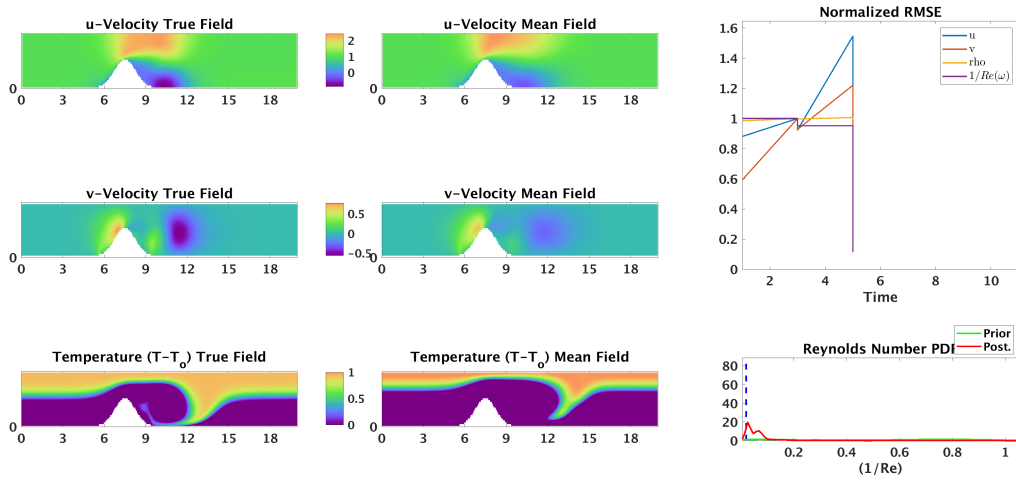 u-Velocity True Field
0
0 3 6 9 12 15 18
2
1
0
u-Velocity Mean Field
0
0 3 6 9 12 15 18
Normalized RMSE
1.6
1.4
1.2
1
0.8
0.6
0.4
0.2
0
2 4 6 8 10
Time
u
v
rho
1/Re(ω)
v-Velocity True Field
0
0 3 6 9 12 15 18
0.5
0
-0.5
v-Velocity Mean Field
0
0 3 6 9 12 15 18
Temperature (T-To) True Field
0
0 3 6 9 12 15 18
1
0
Temperature (T-To) Mean Field
0 3 6 9 12 15 18
Prior
Post.
Reynolds Number PDF
80
60
40
20
0
0.2 0.4 0.6 0.8 1
(1/Re)